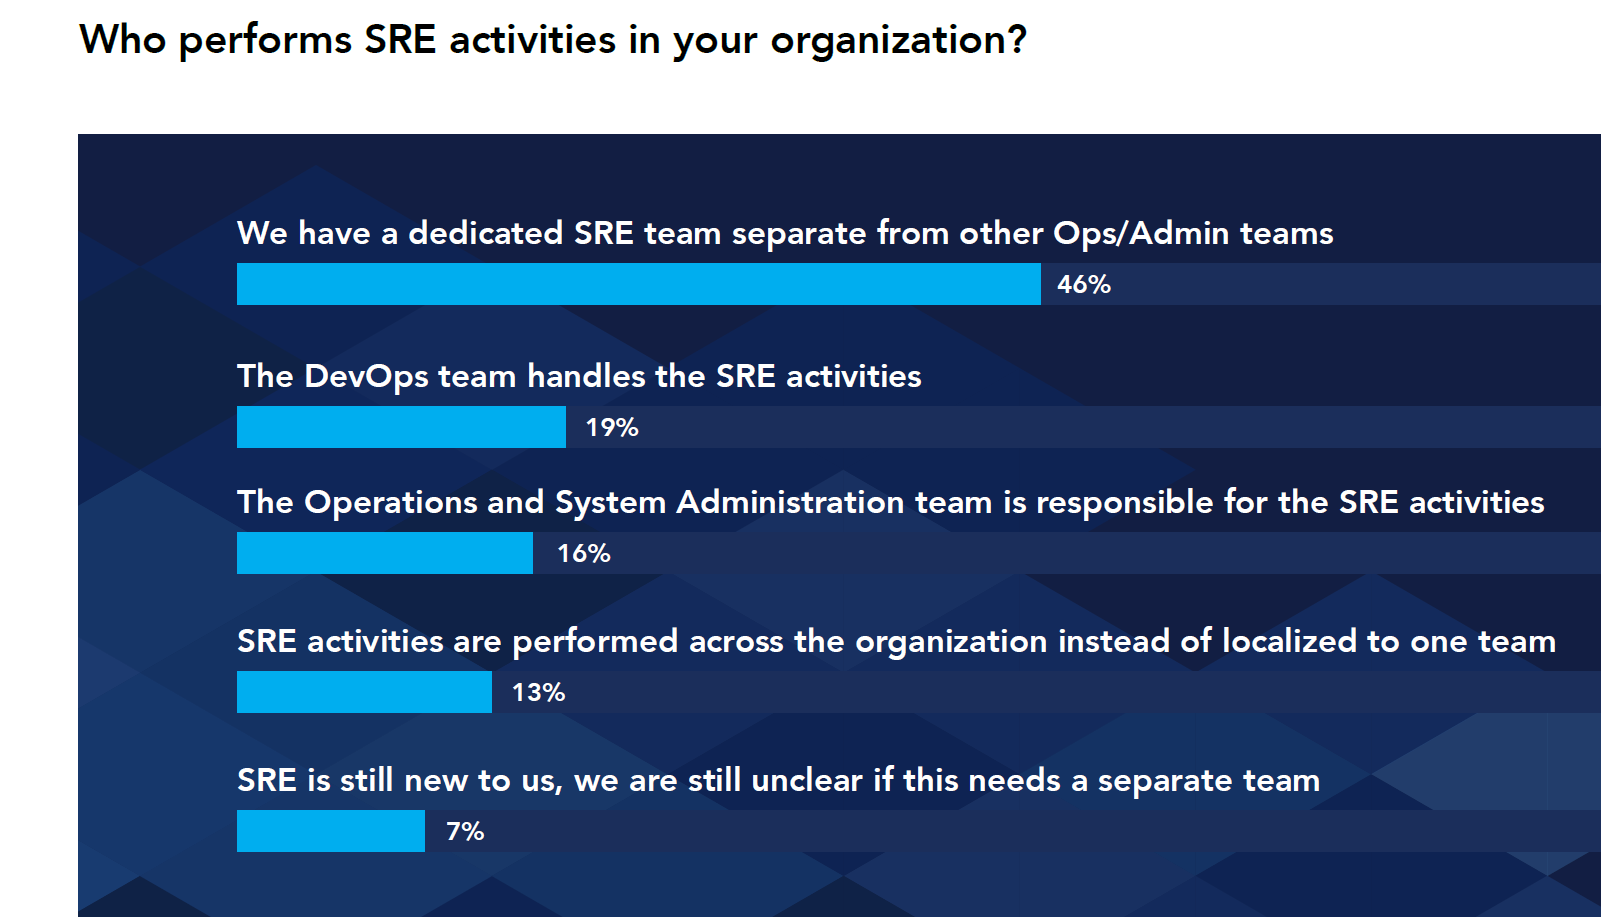 Who performs SRE activities in your organization?
We have a dedicated SRE team separate from other Ops/Admin teams
46%
The DevOps team handles the SRE activities
19%
The Operations and System Administration team is responsible for the SRE activities
16%
SRE activities are performed across the organization instead of localized to one team
13%
SRE is still new to us, we are still unclear if this needs a separate team
7%